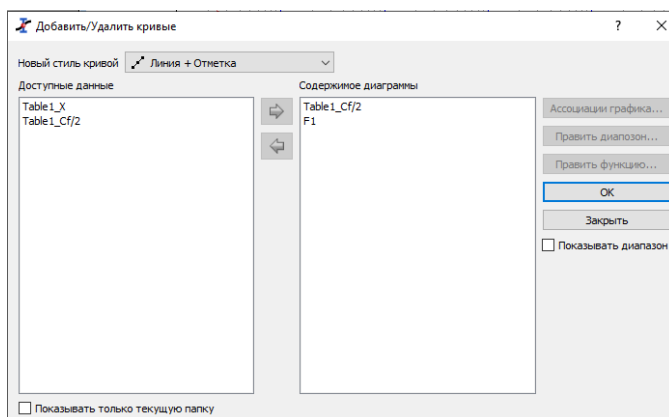 Добавить/Удалить кривые
?
Новый стиль кривой
Линия + Отметка
Доступные данные
Содержимое диаграммы
Table1_X
Table1_Cf/2
Table1_Cf/2
F1
Ассоциации графика...
Править диапозон...
Править функцию...
OK
Закрыть
Показывать диапазон
Показывать только текущую папку